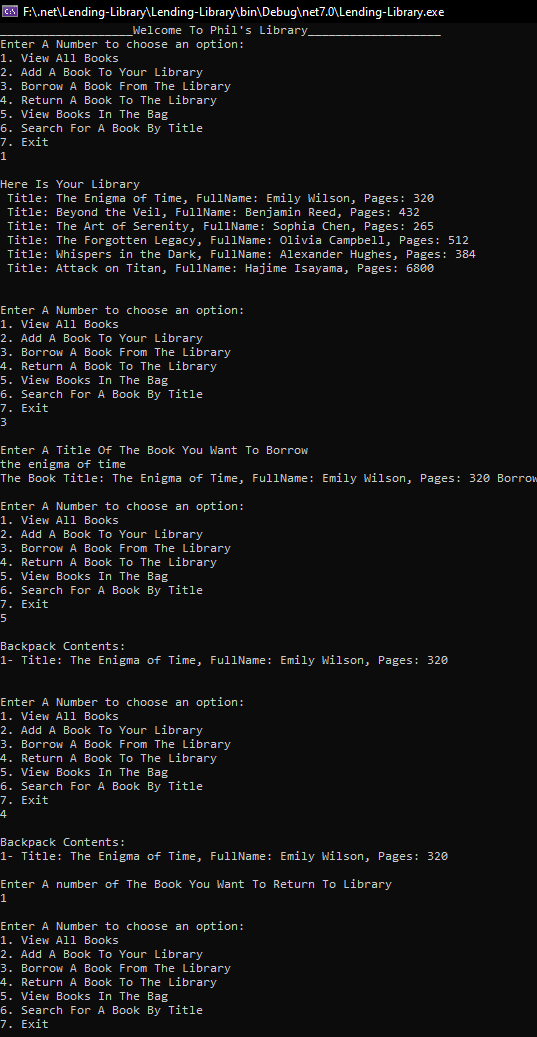 F:\.net\Lending-Library\Lending-Library\bin\Debug\net7.0\Lending-Library.exe
___________________Welcome To Phil's Library___________________
Enter A Number to choose an option:
1. View All Books
2. Add A Book To Your Library
3. Borrow A Book From The Library
4. Return A Book To The Library
5. View Books In The Bag
6. Search For A Book By Title
7. Exit
1
Here Is Your Library
Title: The Enigma of Time, FullName: Emily Wilson, Pages: 320
Title: Beyond the Veil, FullName: Benjamin Reed, Pages: 432
Title: The Art of Serenity, FullName: Sophia Chen, Pages: 265
Title: The Forgotten Legacy, FullName: Olivia Campbell, Pages: 512
Title: Whispers in the Dark, FullName: Alexander Hughes, Pages: 384
Title: Attack on Titan, FullName: Hajime Isayama, Pages: 6800
Enter A Number to choose an option:
1. View All Books
2. Add A Book To Your Library
3. Borrow A Book From The Library
4. Return A Book To The Library
5. View Books In The Bag
6. Search For A Book By Title
7. Exit
3
Enter A Title Of The Book You Want To Borrow
the enigma of time
The Book Title: The Enigma of Time, FullName: Emily Wilson, Pages: 320 Borrow
Enter A Number to choose an option:
1. View All Books
2. Add A Book To Your Library
3. Borrow A Book From The Library
4. Return A Book To The Library
5. View Books In The Bag
6. Search For A Book By Title
7. Exit
5
Backpack Contents:
1- Title: The Enigma of Time, FullName: Emily Wilson, Pages: 320
Enter A Number to choose an option:
1. View All Books
2. Add A Book To Your Library
3. Borrow A Book From The Library
4. Return A Book To The Library
5. View Books In The Bag
6. Search For A Book By Title
7. Exit
4
Backpack Contents:
1- Title: The Enigma of Time, FullName: Emily Wilson, Pages: 320
Enter A number of The Book You Want To Return To Library
1
Enter A Number to choose an option:
1. View All Books
2. Add A Book To Your Library
3. Borrow A Book From The Library
4. Return A Book To The Library
5. View Books In The Bag
6. Search For A Book By Title
7. Exit